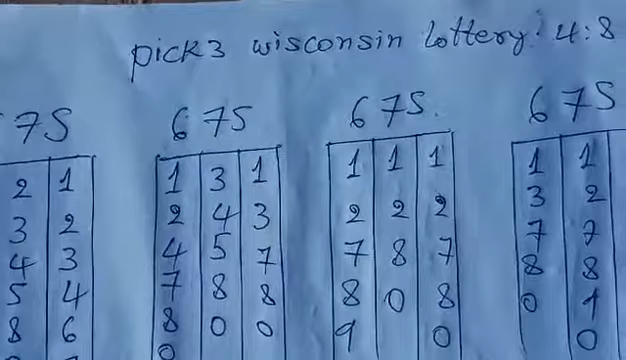 pick3 wisconsin lottery: 4:8
75 675 675. 675
2 1 1 3 1 1 1 1 1 1
3 2 2 4 3 2 2 2 3 2
4 3 4 5 7 7 8 7 7 7
5 4 7 8 8 8 0 8 8 8
8 6 8 0 0 9 0 0 9
0 0